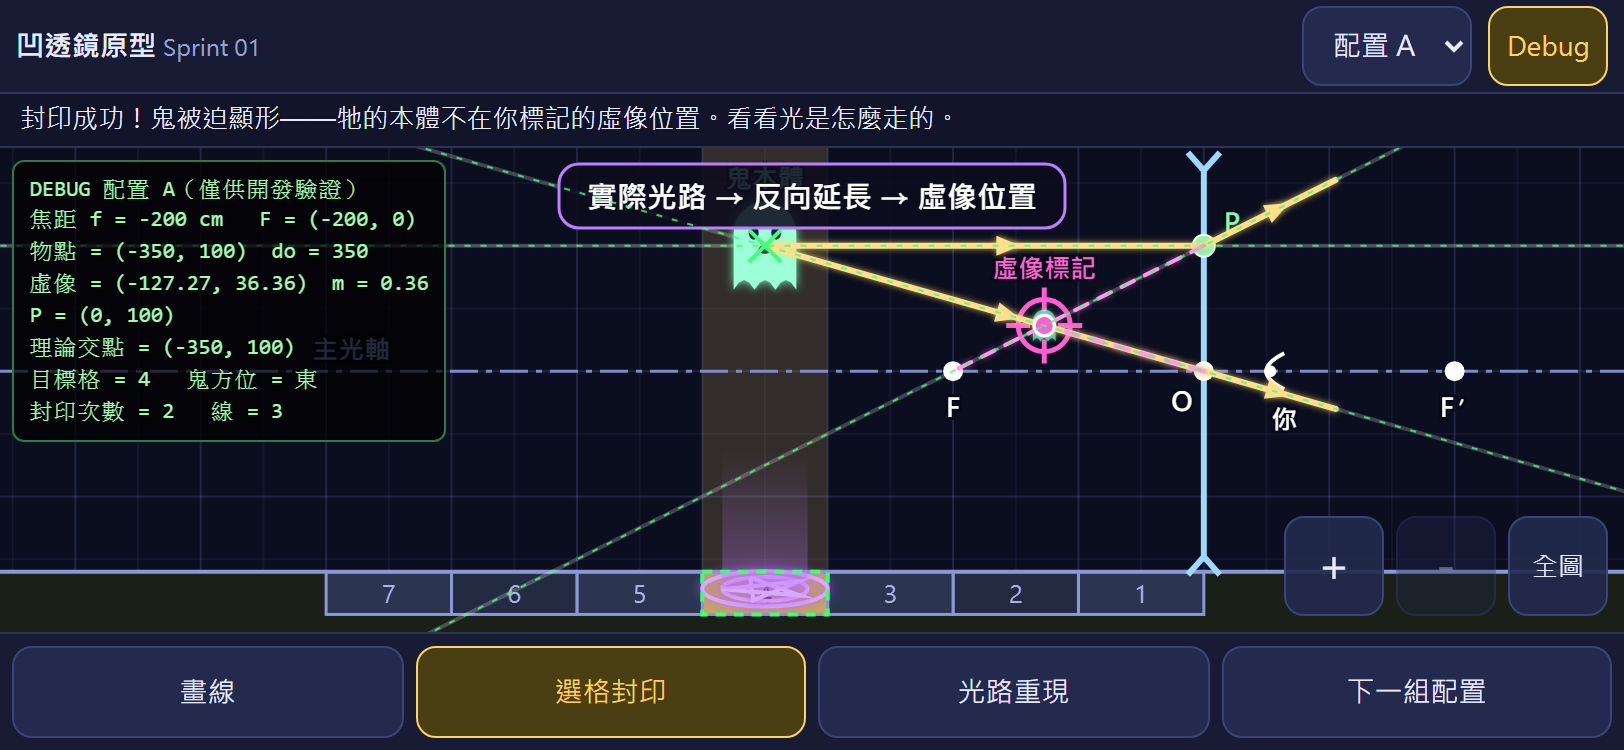 凹透鏡原型 Sprint 01
配置 A
Debug
封印成功！鬼被迫顯形——牠的本體不在你標記的虛像位置。看看光是怎麼走的。
DEBUG 配置 A（僅供開發驗證）
焦距 f = -200 cm F = (-200, 0)
物點 = (-350, 100) do = 350
虛像 = (-127.27, 36.36) m = 0.36
P = (0, 100)
理論交點 = (-350, 100)
目標格 = 4 鬼方位 = 東
封印次數 = 2 線 = 3
主光軸
鬼本體
實際光路 → 反向延長 → 虛像位置
P
虛像標記
F
O
你
F′
7
6
5
3
2
1
+
-
全圖
畫線
選格封印
光路重現
下一組配置